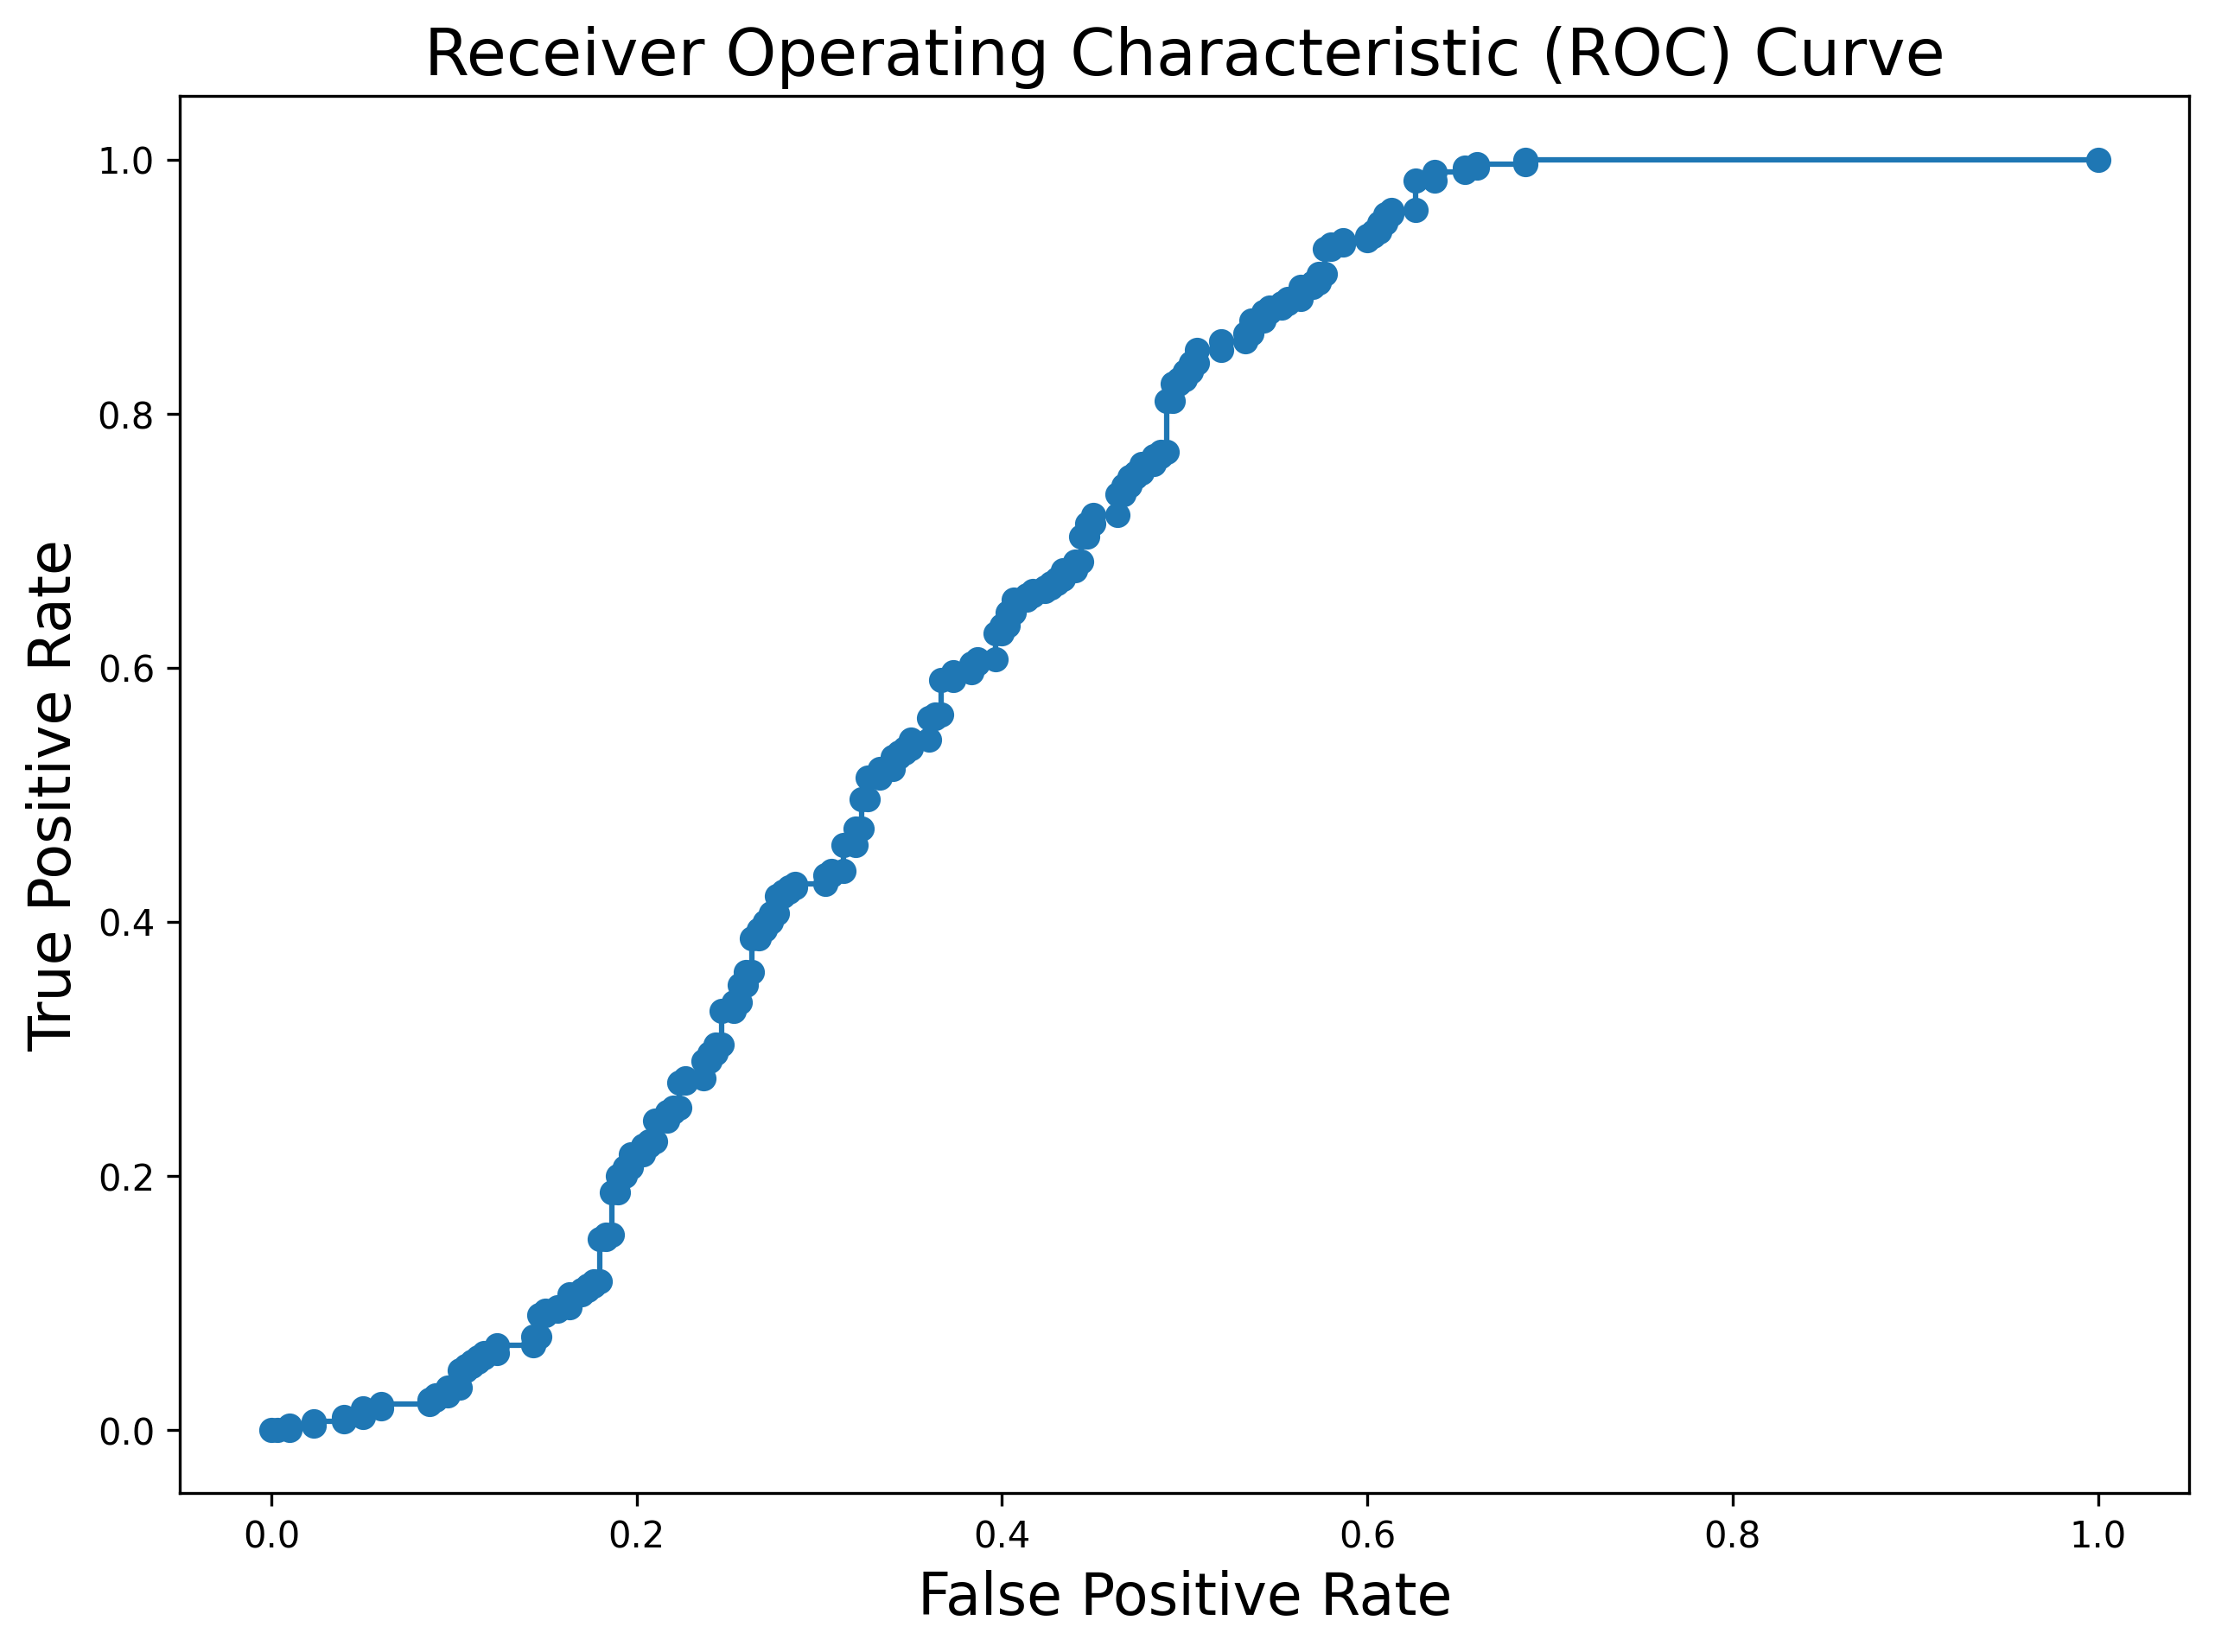 Receiver Operating Characteristic (ROC) Curve
True Positive Rate
1.0
0.8
0.6
0.4
0.2
0.0
0.0 0.2 0.4 0.6 0.8 1.0
False Positive Rate